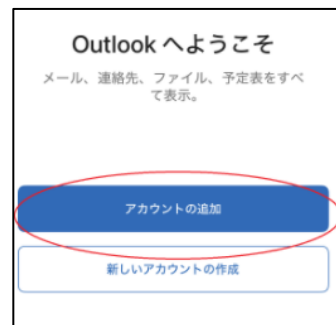 Outlook へようこそ
メール、連絡先、ファイル、予定表をすべ
て表示。
アカウントの追加
新しいアカウントの作成